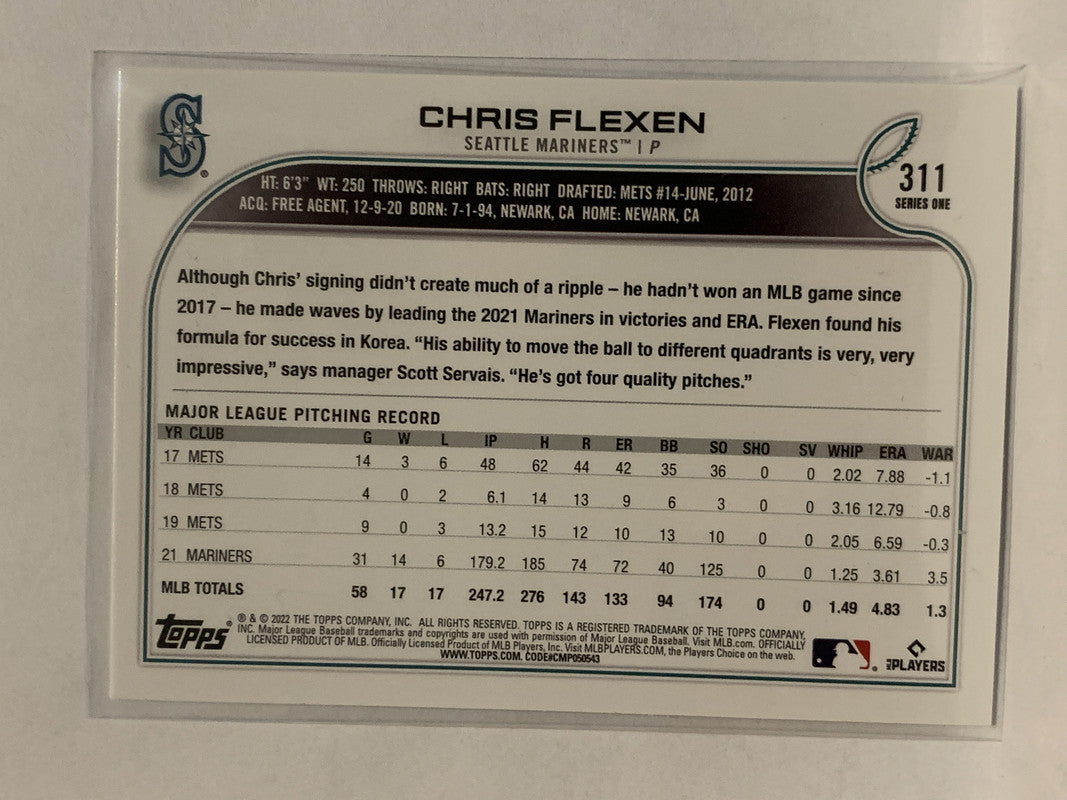 S
CHRIS FLEXEN
SEATTLE MARINERS™ | P
311
SERIES ONE
HT: 6'3" WT: 250 THROWS: RIGHT BATS: RIGHT DRAFTED: METS #14-JUNE, 2012
ACQ: FREE AGENT, 12-9-20 BORN: 7-1-94, NEWARK, CA HOME: NEWARK, CA
Although Chris' signing didn't create much of a ripple – he hadn't won an MLB game since
2017 – he made waves by leading the 2021 Mariners in victories and ERA. Flexen found his
formula for success in Korea. “His ability to move the ball to different quadrants is very, very
impressive,” says manager Scott Servais. “He's got four quality pitches.”
MAJOR LEAGUE PITCHING RECORD
YR CLUB G W L IP H R ER BB SO SHO SV WHIP ERA WAR
17 METS 14 3 6 48 62 44 42 35 36 0 0 2.02 7.88 -1.1
18 METS 4 0 2 6.1 14 13 9 6 3 0 0 3.16 12.79 -0.8
19 METS 9 0 3 13.2 15 12 10 13 10 0 0 2.05 6.59 -0.3
21 MARINERS 31 14 6 179.2 185 74 72 40 125 0 0 1.25 3.61 3.5
MLB TOTALS 58 17 17 247.2 276 143 133 94 174 0 0 1.49 4.83 1.3
topps®
® & © 2022 THE TOPPS COMPANY, INC. ALL RIGHTS RESERVED. TOPPS IS A REGISTERED TRADEMARK OF THE TOPPS COMPANY,
INC. Major League Baseball trademarks and copyrights are used with permission of Major League Baseball. Visit MLB.com. OFFICIALLY
LICENSED PRODUCT OF MLB. Officially Licensed Product of MLB Players, Inc. Visit MLBPLAYERS.COM, the Players Choice on the web.
WWW.TOPPS.COM. CODE#CMP050543
MLB PLAYERS